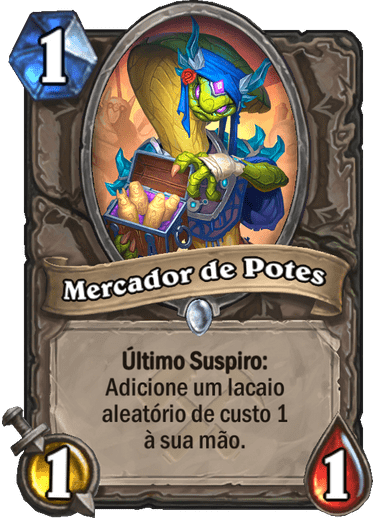 1
Mercador de Potes
Último Suspiro:
Adicione um lacaio
aleatório de custo 1
à sua mão.
1
1